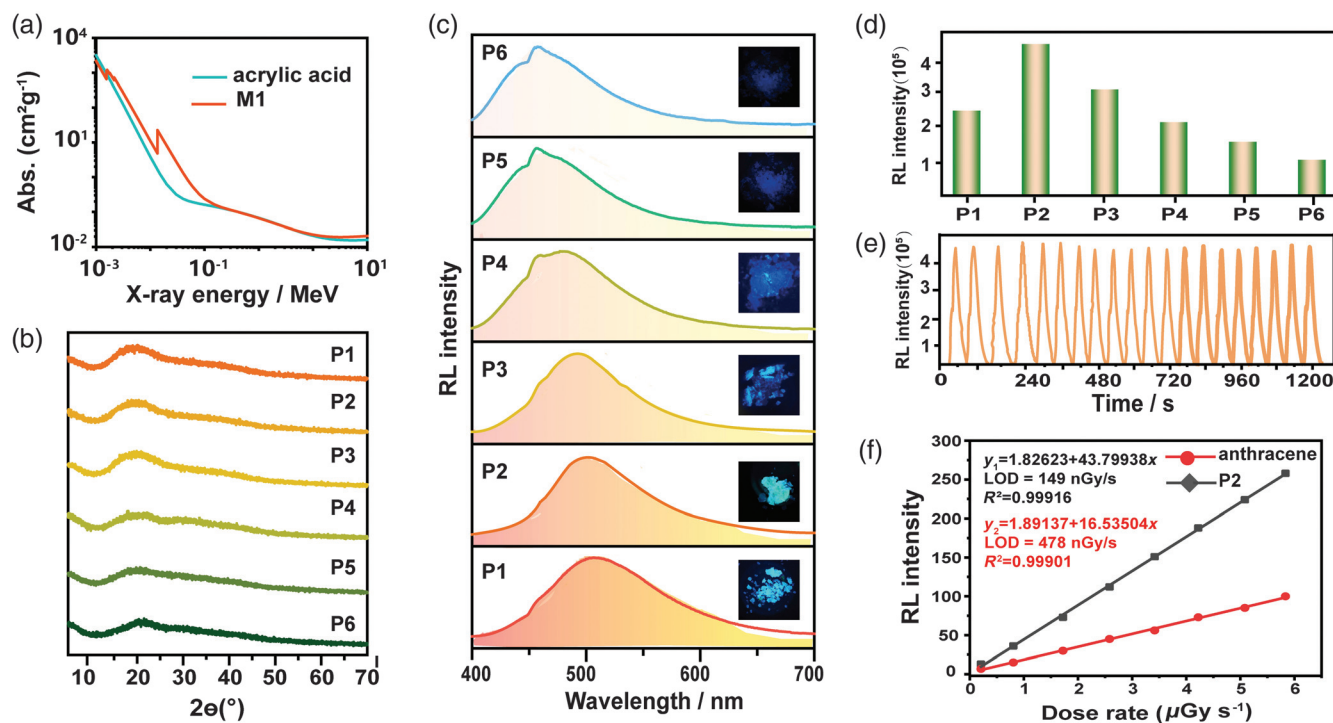 (a)
10⁴
10¹
10⁻²
Abs. (cm²g⁻¹)
acrylic acid
M1
10⁻³
10⁻¹
10¹
X-ray energy / MeV
(b)
P1
P2
P3
P4
P5
P6
10 20 30 40 50 60 70
2ɵ(°)
(c)
P6
P5
P4
P3
P2
P1
RL intensity
400 500 600 700
Wavelength / nm
(d)
RL intensity(10⁵)
4
3
2
1
P1 P2 P3 P4 P5 P6
(e)
RL intensity(10⁵)
4
3
2
1
0 240 480 720 960 1200
Time / s
(f)
300
250
200
150
100
50
0
RL intensity
y₁=1.82623+43.79938x
LOD = 149 nGy/s
R²=0.99916
y₂=1.89137+16.53504x
LOD = 478 nGy/s
R²=0.99901
anthracene
P2
0 1 2 3 4 5 6
Dose rate (µGy s⁻¹)